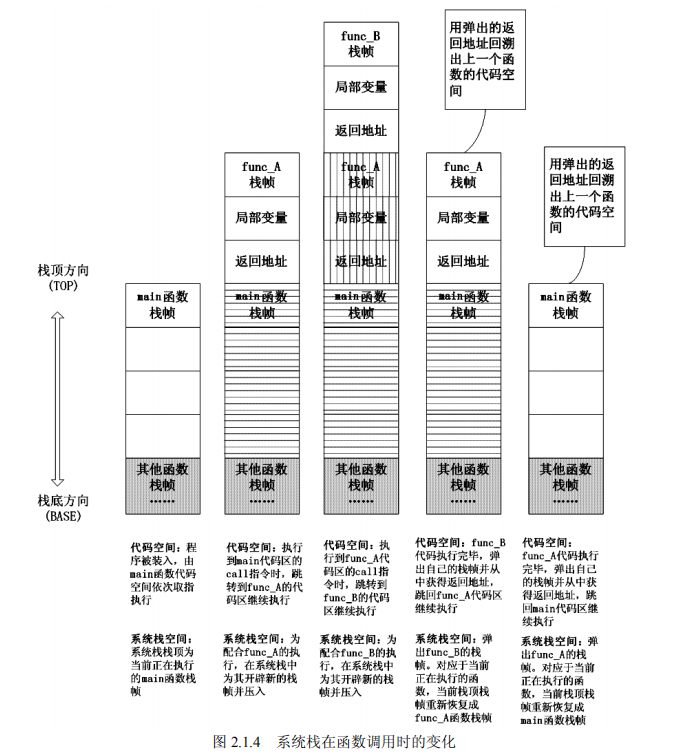 func_B
栈帧
局部变量
返回地址
用弹出的返
回地址回溯
出上一个函
数的代码空
间
func_A
栈帧
局部变量
返回地址
func_A
栈帧
局部变量
返回地址
func_A
栈帧
局部变量
返回地址
用弹出的返
回地址回溯
出上一个函
数的代码空
间
栈顶方向
(TOP)
main函数
栈帧
main函数
栈帧
main函数
栈帧
main函数
栈帧
main函数
栈帧
其他函数
栈帧
……
其他函数
栈帧
……
其他函数
栈帧
……
其他函数
栈帧
……
其他函数
栈帧
……
栈底方向
(BASE)
代码空间：程
序被装入，由
main函数代码
空间依次取指
执行
系统栈空间：
系统栈栈顶为
当前正在执行
的main函数栈
帧
代码空间：执行
到main代码区的
call指令时，跳
转到func_A的代
码区继续执行
系统栈空间：为
配合func_A的执
行，在系统栈中
为其开辟新的栈
帧并压入
代码空间：执
行到func_A代
码区的call指
令时，跳转到
func_B的代码
区继续执行
系统栈空间：为
配合func_B的执
行，在系统栈中
为其开辟新的栈
帧并压入
代码空间：func_B
代码执行完毕，弹
出自己的栈帧并从
中获得返回地址，
跳回func_A代码区
继续执行
系统栈空间：弹
出func_B的栈
帧。对应于当前
正在执行的函
数，当前栈顶栈
帧重新恢复成
func_A函数栈帧
代码空间：
func_A代码执行
完毕，弹出自己
的栈帧并从中获
得返回地址，跳
回main代码区继
续执行
系统栈空间：弹
出func_A的栈
帧。对应于当前
正在执行的函
数，当前栈顶栈
帧重新恢复成
main函数栈帧
图 2.1.4 系统栈在函数调用时的变化